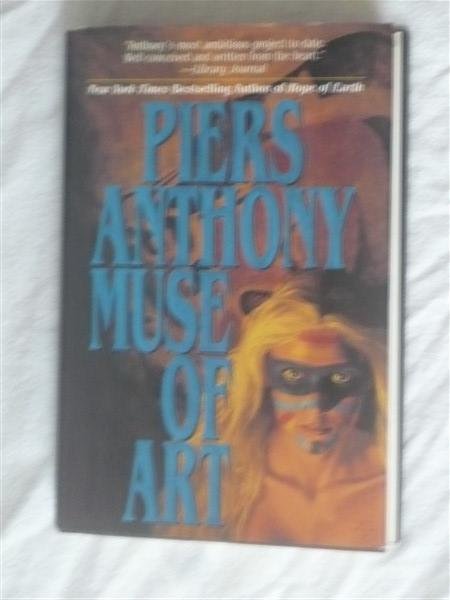 "Anthony's most ambitious project to date.
Well conceived and written from the heart."
—Library Journal
New York Times Bestselling Author of Hope of Earth
PIERS
ANTHONY
MUSE
OF
ART